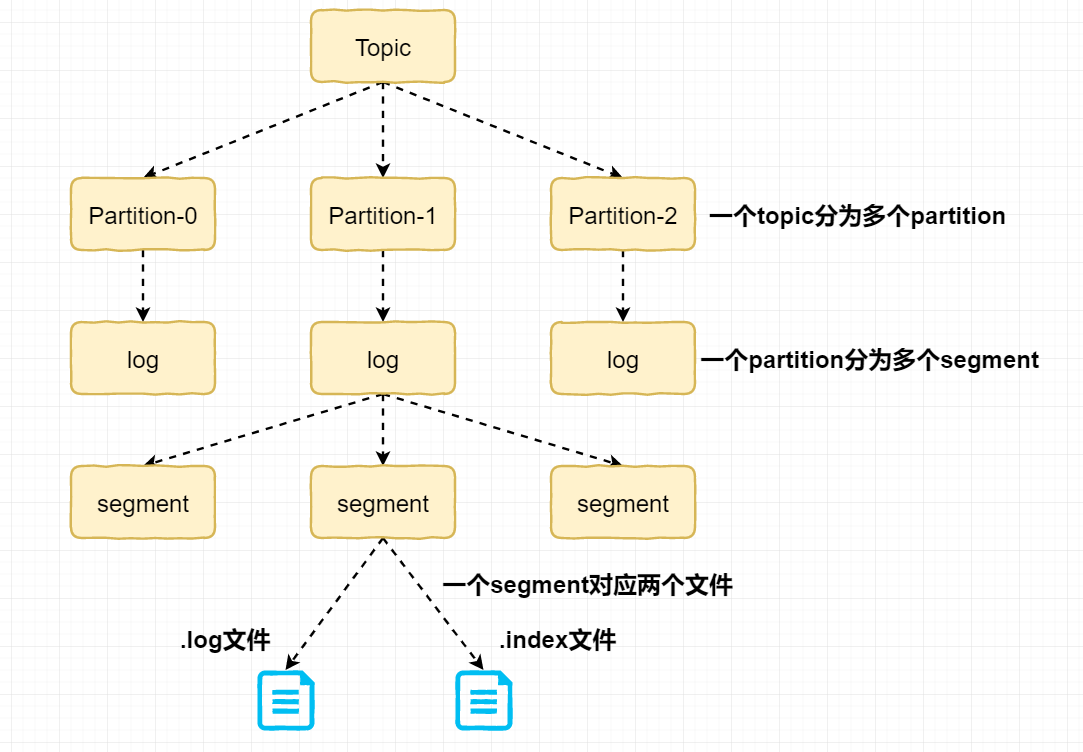 Topic
Partition-0
Partition-1
Partition-2
一个topic分为多个partition
log
log
log
一个partition分为多个segment
segment
segment
segment
一个segment对应两个文件
.log文件
.index文件